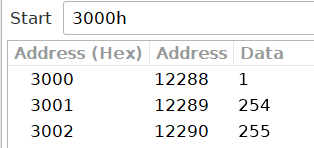 Start 3000h
Address (Hex) Address Data
3000 12288 1
3001 12289 254
3002 12290 255